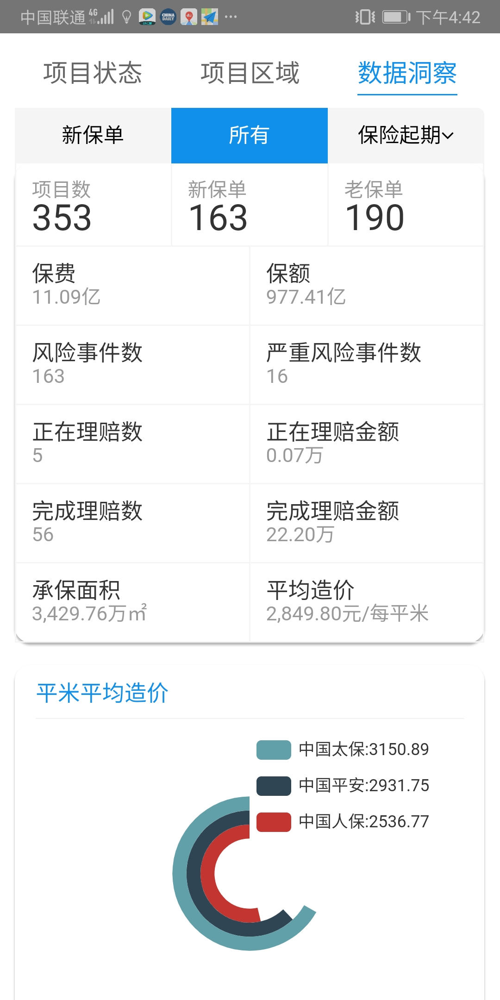 中国联通 4G CHINA DAILY du ... 下午4:42
项目状态 项目区域 数据洞察
新保单 所有 保险起期
项目数 新保单 老保单
353 163 190
保费 保额
11.09亿 977.41亿
风险事件数 严重风险事件数
163 16
正在理赔数 正在理赔金额
5 0.07万
完成理赔数 完成理赔金额
56 22.20万
承保面积 平均造价
3,429.76万㎡ 2,849.80元/每平米
平米平均造价
中国太保:3150.89
中国平安:2931.75
中国人保:2536.77